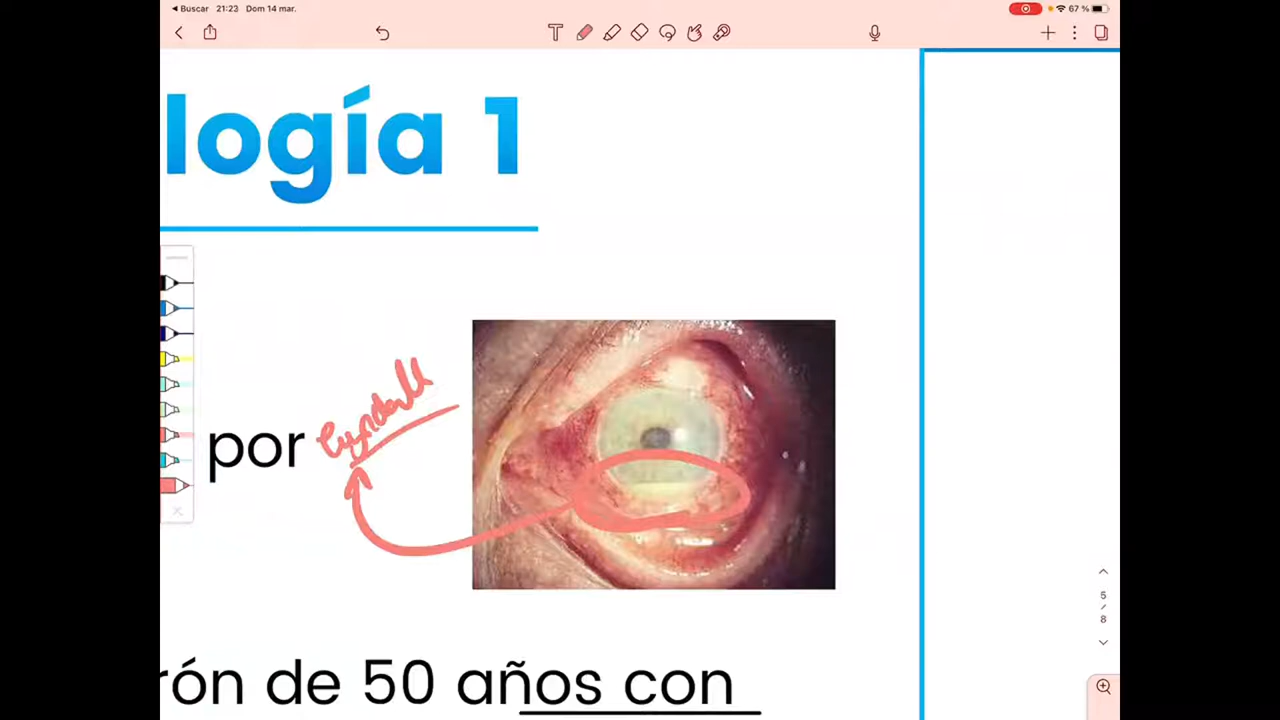 Buscar 21:23 Dom 14 mar. 67 %
T
logía 1
por
5
/
8
rón de 50 años con